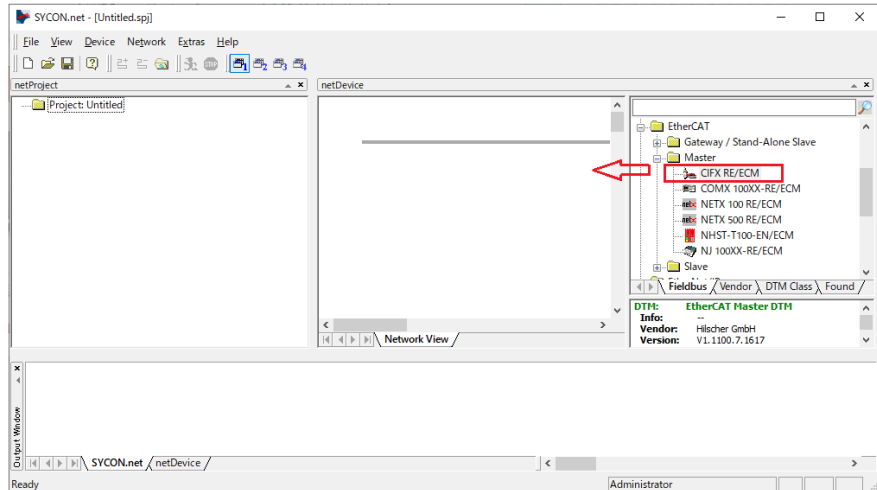 SYCON.net - [Untitled.spj]
File View Device Network Extras Help
netProject
netDevice
Project: Untitled
EtherCAT
Gateway / Stand-Alone Slave
Master
CIFX RE/ECM
COMX 100XX-RE/ECM
NETX 100 RE/ECM
NETX 500 RE/ECM
NHST-T100-EN/ECM
NJ 100XX-RE/ECM
Slave
Fieldbus Vendor DTM Class Found
DTM: EtherCAT Master DTM
Info: --
Vendor: Hilscher GmbH
Version: V1.1100.7.1617
Network View
Output Window
SYCON.net netDevice
Ready
Administrator